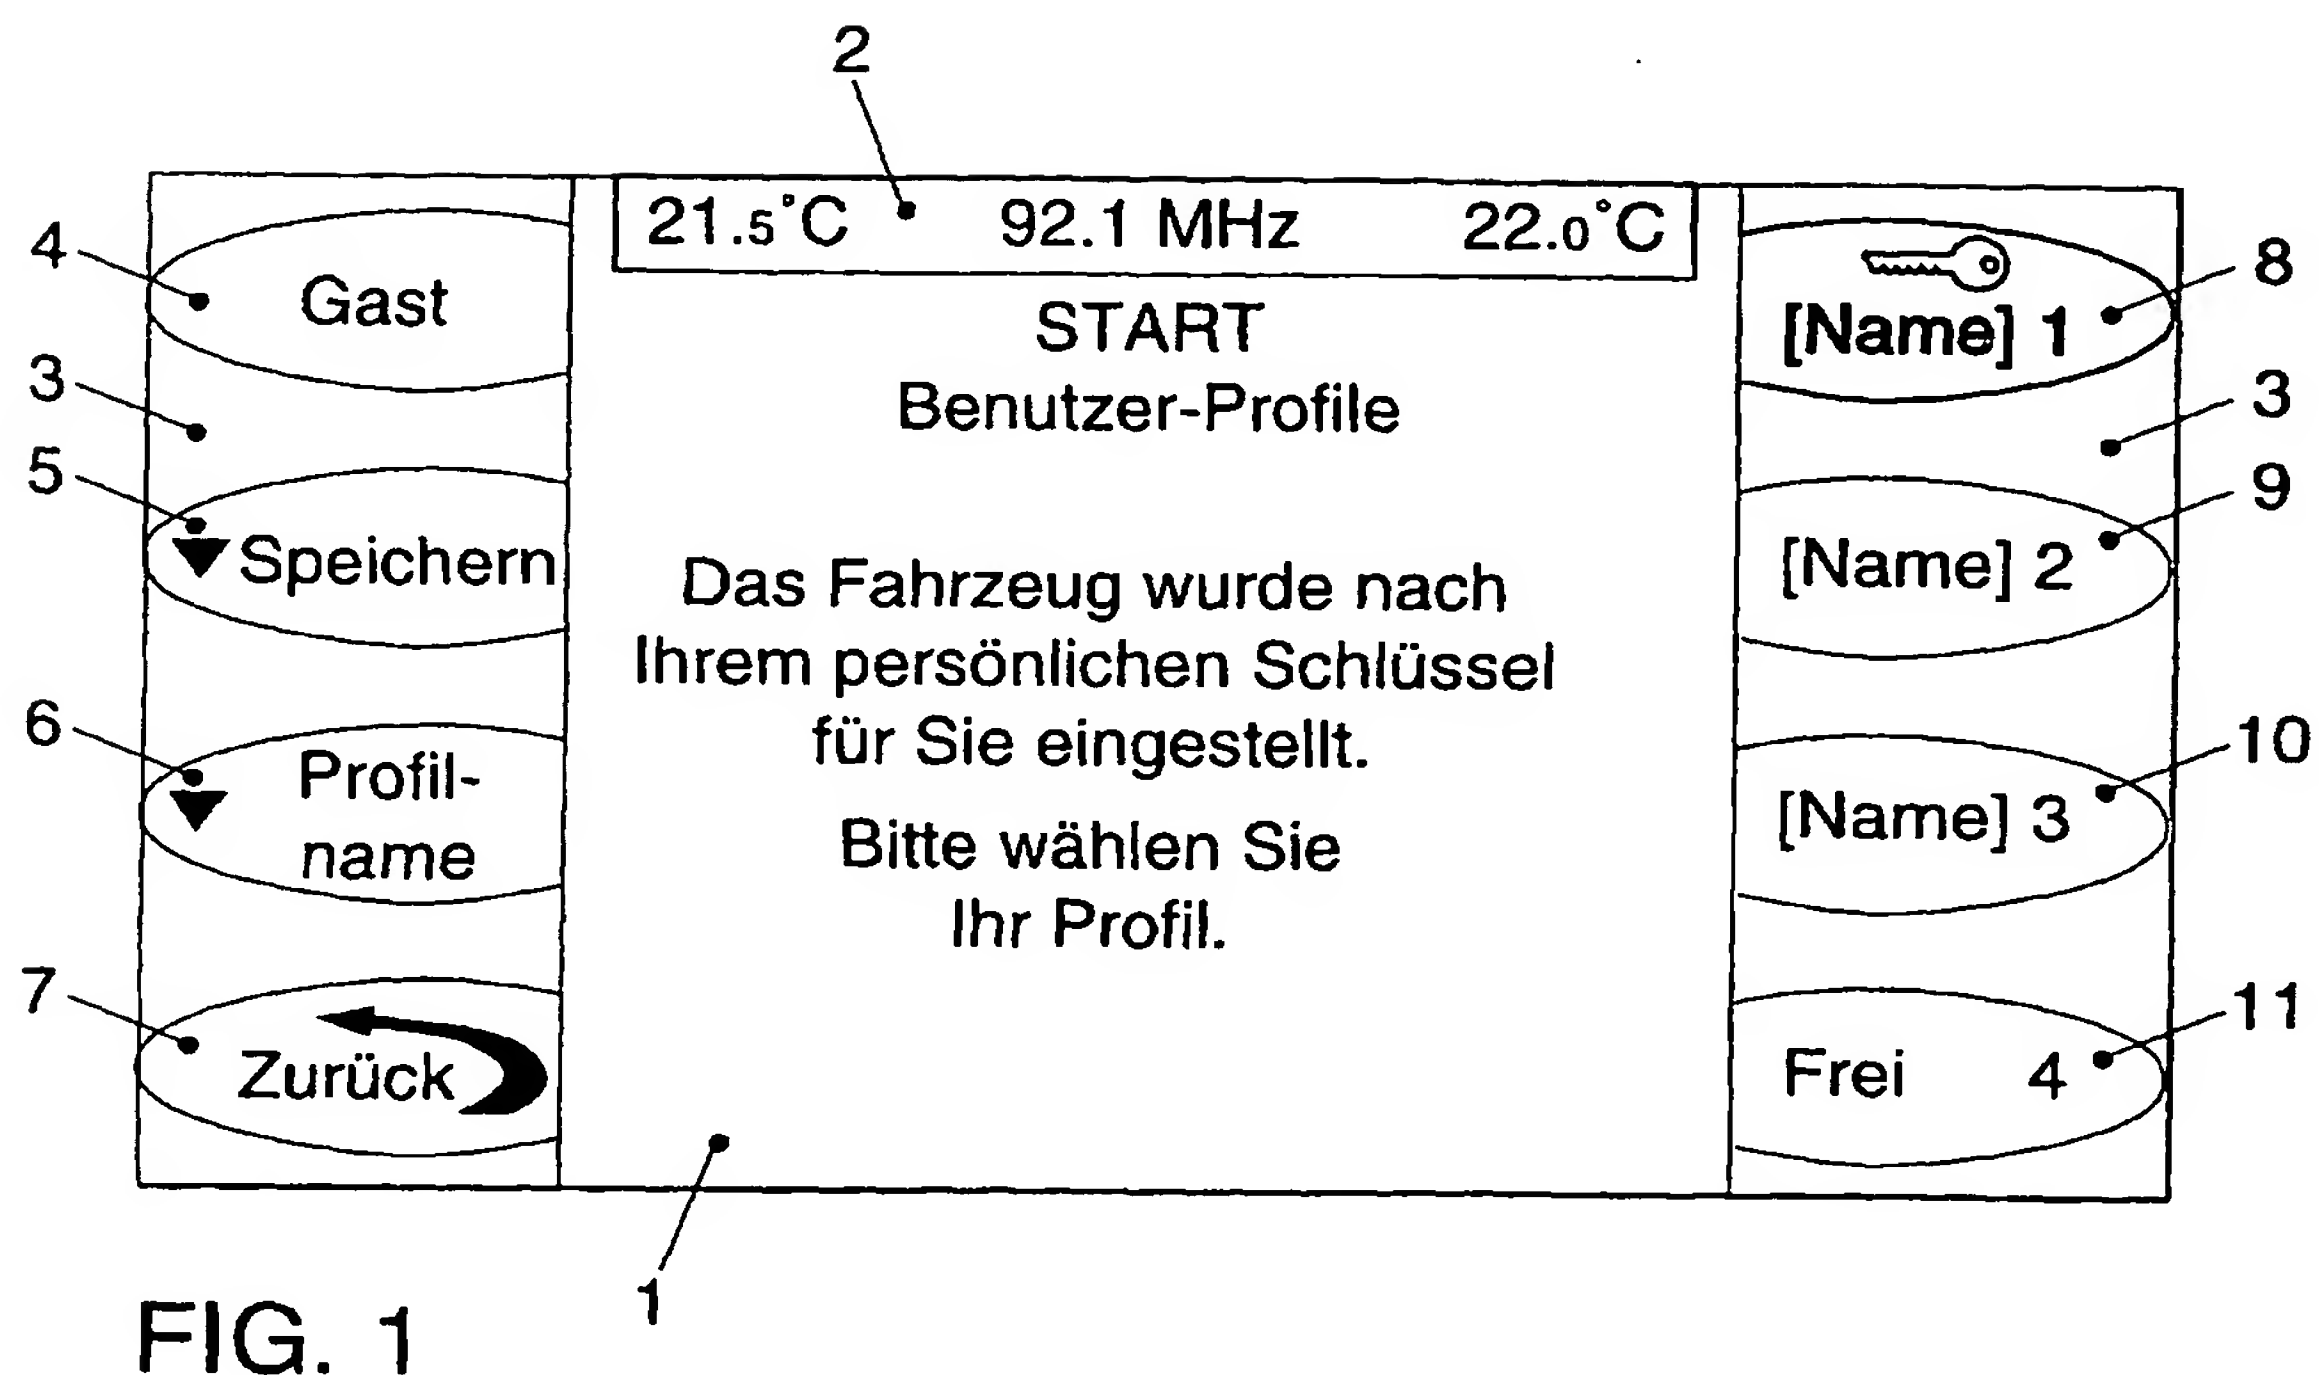 2
21.5°C 92.1 MHz 22.0°C
START
Benutzer-Profile
Das Fahrzeug wurde nach
Ihrem persönlichen Schlüssel
für Sie eingestellt.
Bitte wählen Sie
Ihr Profil.
4
Gast
3
5
Speichern
6
Profil-
name
7
Zurück
8
[Name] 1
3
9
[Name] 2
10
[Name] 3
11
Frei 4
1
FIG. 1